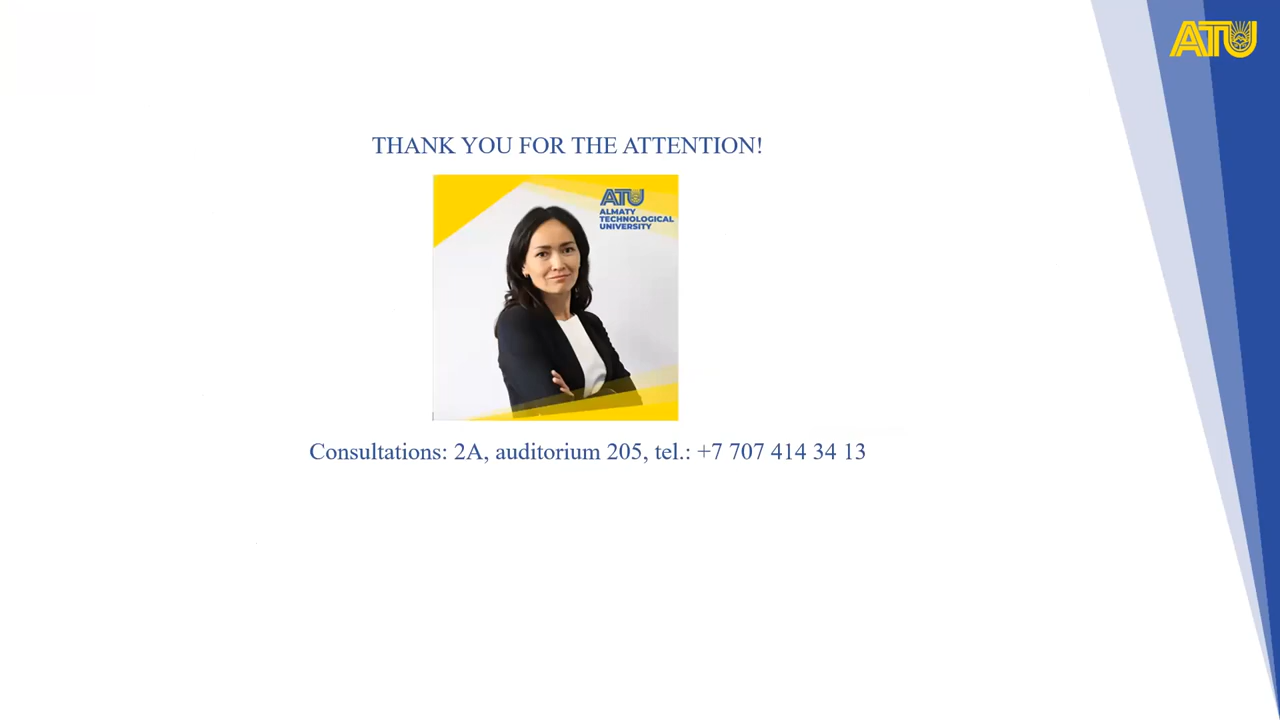 ATU
THANK YOU FOR THE ATTENTION!
ATU
ALMATY
TECHNOLOGICAL
UNIVERSITY
Consultations: 2A, auditorium 205, tel.: +7 707 414 34 13